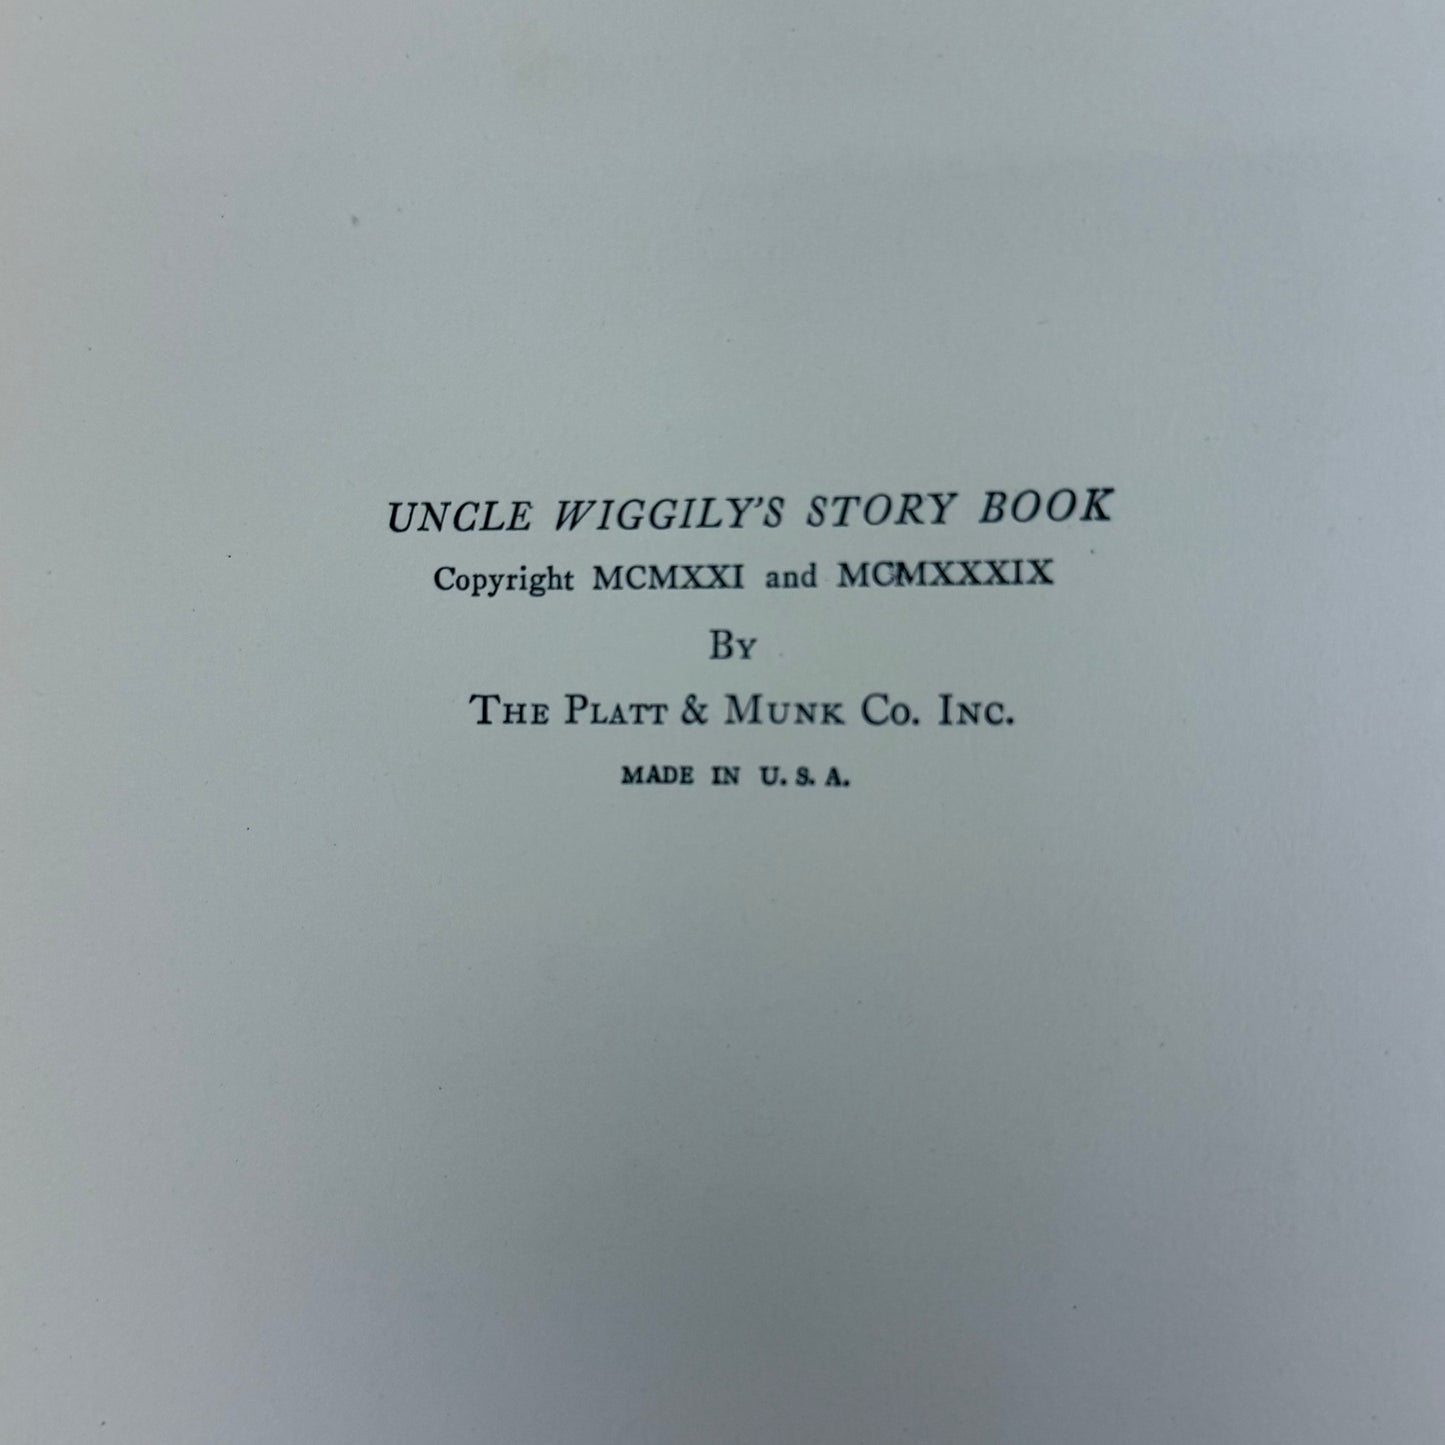 UNCLE WIGGILY'S STORY BOOK
Copyright MCMXXI and MCMXXXIX
By
The Platt & Munk Co. Inc.
MADE IN U. S. A.